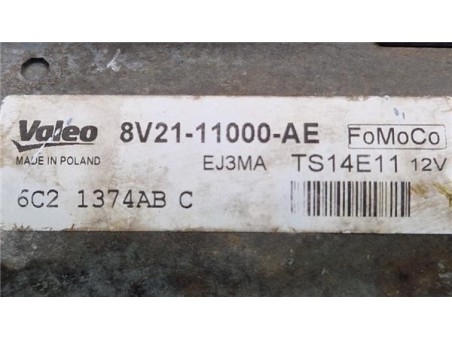 Valeo 8V21-11000-AE FoMoCo
MADE IN POLAND EJ3MA TS14E11 12V
6C2 1374AB C